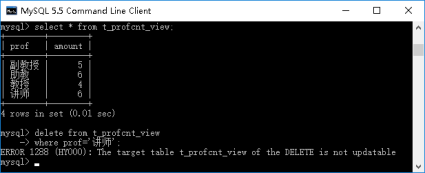 MySQL 5.5 Command Line Client
mysql> select * from t_profcnt_view;
+--------+--------+
| prof | amount |
+--------+--------+
| 副教授 | 5 |
| 助教 | 6 |
| 教授 | 4 |
| 讲师 | 6 |
+--------+--------+
4 rows in set (0.01 sec)
mysql> delete from t_profcnt_view
-> where prof='讲师';
ERROR 1288 (HY000): The target table t_profcnt_view of the DELETE is not updatable
mysql>